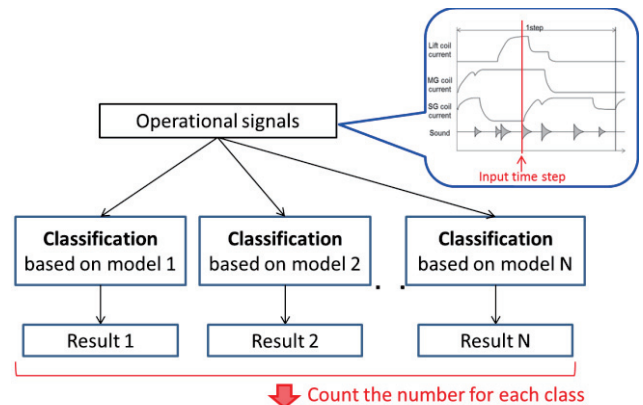 1step
Lift coil
current
MG coil
current
SG coil
current
Sound
Input time step
Operational signals
Classification
based on model 1
Classification
based on model 2
. .
Classification
based on model N
Result 1
Result 2
Result N
Count the number for each class